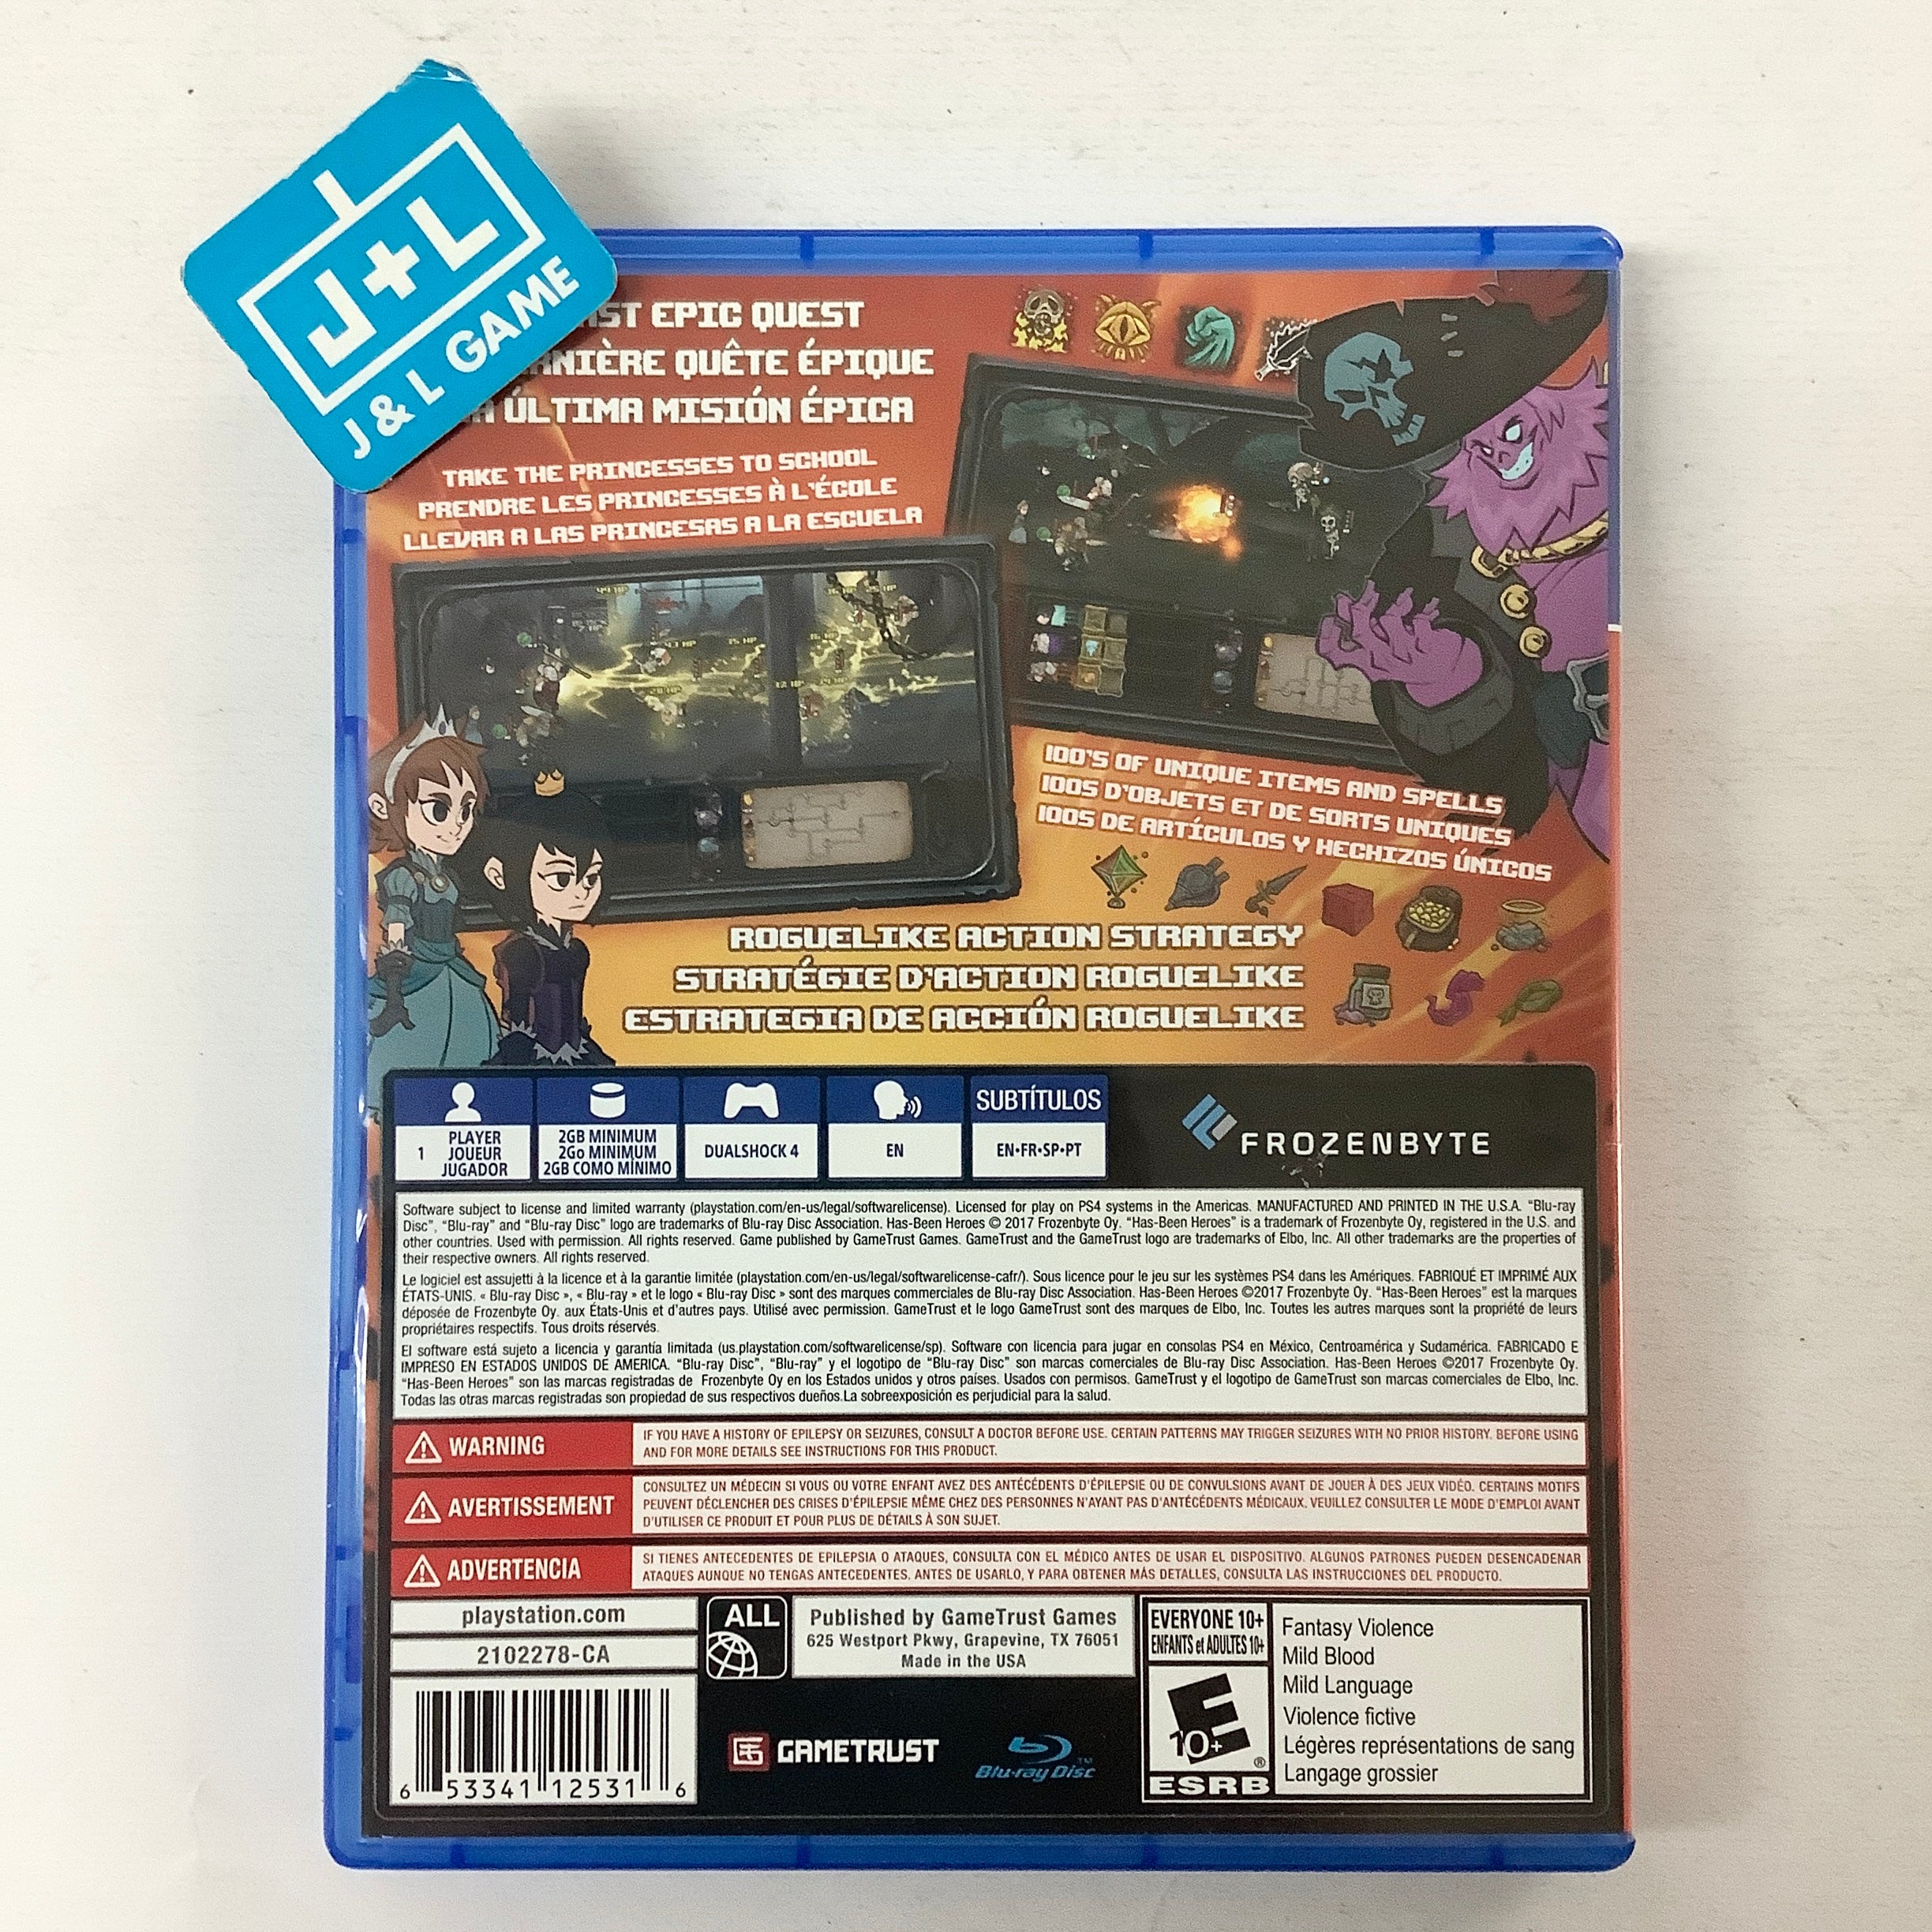 J+L
J & L GAME
EPIC QUEST
QUÊTE ÉPIQUE
ÚLTIMA MISIÓN ÉPICA
TAKE THE PRINCESSES TO SCHOOL
PRENDRE LES PRINCESSES À L'ÉCOLE
LLEVAR A LAS PRINCESAS A LA ESCUELA
100'S OF UNIQUE ITEMS AND SPELLS
100S D'OBJETS ET DE SORTS UNIQUES
100S DE ARTÍCULOS Y HECHIZOS ÚNICOS
ROGUELIKE ACTION STRATEGY
STRATÉGIE D'ACTION ROGUELIKE
ESTRATEGIA DE ACCIÓN ROGUELIKE
1 PLAYER
JOUEUR
JUGADOR
2GB MINIMUM
2Go MINIMUM
2GB COMO MÍNIMO
DUALSHOCK 4
EN
SUBTÍTULOS
EN•FR•SP•PT
FROZENBYTE
Software subject to license and limited warranty (playstation.com/en-us/legal/softwarelicense). Licensed for play on PS4 systems in the Americas. MANUFACTURED AND PRINTED IN THE U.S.A. “Blu-ray
Disc”, “Blu-ray” and “Blu-ray Disc” logo are trademarks of Blu-ray Disc Association. Has-Been Heroes © 2017 Frozenbyte Oy. “Has-Been Heroes” is a trademark of Frozenbyte Oy, registered in the U.S. and
other countries. Used with permission. All rights reserved. Game published by GameTrust Games. GameTrust and the GameTrust logo are trademarks of Elbo, Inc. All other trademarks are the properties of
their respective owners. All rights reserved.
Le logiciel est assujetti à la licence et à la garantie limitée (playstation.com/en-us/legal/softwarelicense-cafr/). Sous licence pour le jeu sur les systèmes PS4 dans les Amériques. FABRIQUÉ ET IMPRIMÉ AUX
ÉTATS-UNIS. « Blu-ray Disc », « Blu-ray » et le logo « Blu-ray Disc » sont des marques commerciales de Blu-ray Disc Association. Has-Been Heroes ©2017 Frozenbyte Oy. “Has-Been Heroes” est la marques
déposée de Frozenbyte Oy. aux États-Unis et d'autres pays. Utilisé avec permission. GameTrust et le logo GameTrust sont des marques de Elbo, Inc. Toutes les autres marques sont la propriété de leurs
propriétaires respectifs. Tous droits réservés.
El software está sujeto a licencia y garantía limitada (us.playstation.com/softwarelicense/sp). Software con licencia para jugar en consolas PS4 en México, Centroamérica y Sudamérica. FABRICADO E
IMPRESO EN ESTADOS UNIDOS DE AMERICA. “Blu-ray Disc”, “Blu-ray” y el logotipo de “Blu-ray Disc” son marcas comerciales de Blu-ray Disc Association. Has-Been Heroes ©2017 Frozenbyte Oy.
“Has-Been Heroes” son las marcas registradas de Frozenbyte Oy en los Estados unidos y otros países. Usados con permisos. GameTrust y el logotipo de GameTrust son marcas comerciales de Elbo, Inc.
Todas las otras marcas registradas son propiedad de sus respectivos dueños.La sobreexposición es perjudicial para la salud.
WARNING
IF YOU HAVE A HISTORY OF EPILEPSY OR SEIZURES, CONSULT A DOCTOR BEFORE USE. CERTAIN PATTERNS MAY TRIGGER SEIZURES WITH NO PRIOR HISTORY. BEFORE USING
AND FOR MORE DETAILS SEE INSTRUCTIONS FOR THIS PRODUCT.
AVERTISSEMENT
CONSULTEZ UN MÉDECIN SI VOUS OU VOTRE ENFANT AVEZ DES ANTÉCÉDENTS D'ÉPILEPSIE OU DE CONVULSIONS AVANT DE JOUER À DES JEUX VIDÉO. CERTAINS MOTIFS
PEUVENT DÉCLENCHER DES CRISES D'ÉPILEPSIE MÊME CHEZ DES PERSONNES N'AYANT PAS D'ANTÉCÉDENTS MÉDICAUX. VEUILLEZ CONSULTER LE MODE D'EMPLOI AVANT
D'UTILISER CE PRODUIT ET POUR PLUS DE DÉTAILS À SON SUJET.
ADVERTENCIA
SI TIENES ANTECEDENTES DE EPILEPSIA O ATAQUES, CONSULTA CON EL MÉDICO ANTES DE USAR EL DISPOSITIVO. ALGUNOS PATRONES PUEDEN DESENCADENAR
ATAQUES AUNQUE NO TENGAS ANTECEDENTES. ANTES DE USARLO, Y PARA OBTENER MÁS DETALLES, CONSULTA LAS INSTRUCCIONES DEL PRODUCTO.
playstation.com
2102278-CA
ALL
Published by GameTrust Games
625 Westport Pkwy, Grapevine, TX 76051
Made in the USA
6 53341 12531 6
GAMETRUST
Blu-ray Disc™
EVERYONE 10+
ENFANTS et ADULTES 10+
E
10+
®
ESRB
Fantasy Violence
Mild Blood
Mild Language
Violence fictive
Légères représentations de sang
Langage grossier